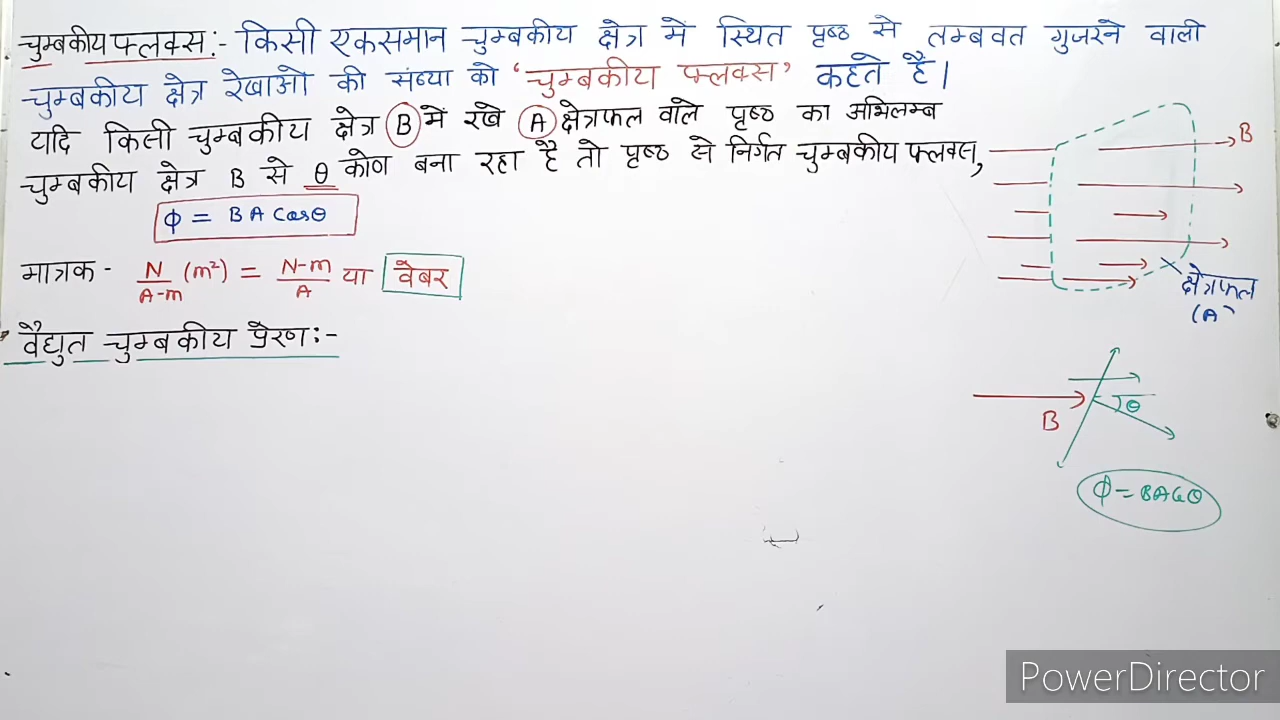 चुम्बकीय फ्लक्स:- किसी एकसमान चुम्बकीय क्षेत्र में स्थित पृष्ठ से लम्बवत गुजरने वाली
चुम्बकीय क्षेत्र रेखाओ की संख्या को 'चुम्बकीय फ्लक्स' कहते है।
यदि किसी चुम्बकीय क्षेत्र B में रखे A क्षेत्रफल वाले पृष्ठ का अभिलम्ब
चुम्बकीय क्षेत्र B से θ कोण बना रहा है तो पृष्ठ से निर्गत चुम्बकीय फ्लक्स,
ϕ = BA Cosθ
मात्रक - N/A-m (m²) = N-m/A या वेबर
वैद्युत चुम्बकीय प्रेरण:-
B
क्षेत्रफल
(A)
B
θ
ϕ = BACosθ
PowerDirector